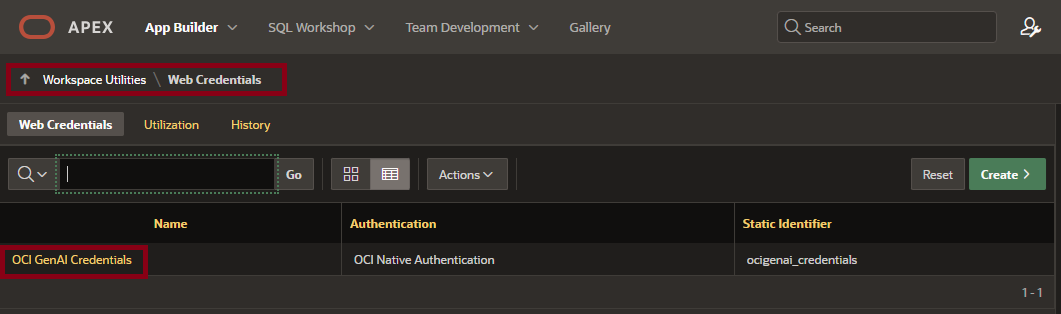 APEX App Builder SQL Workshop Team Development Gallery Search
Workspace Utilities \ Web Credentials
Web Credentials Utilization History
Go Actions Reset Create
Name Authentication Static Identifier
OCI GenAI Credentials OCI Native Authentication ocigenai_credentials
1 - 1